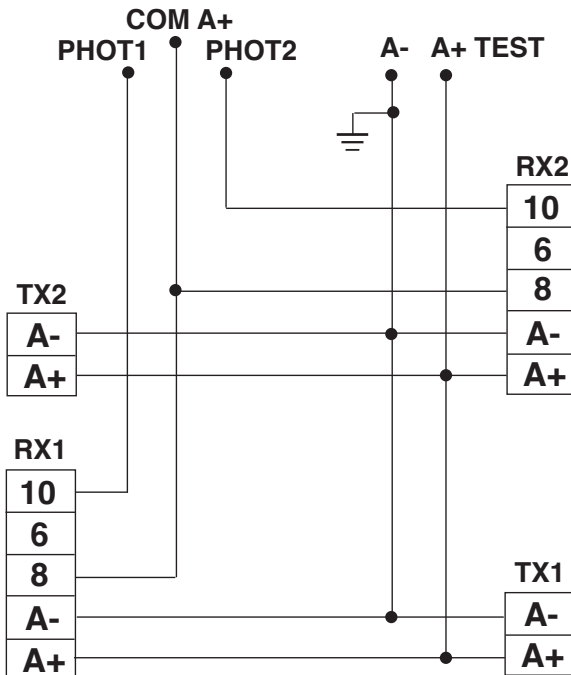 COM A+
PHOT1
PHOT2
A-
A+ TEST
RX2
10
6
8
A-
A+
TX2
A-
A+
RX1
10
6
8
A-
A+
TX1
A-
A+